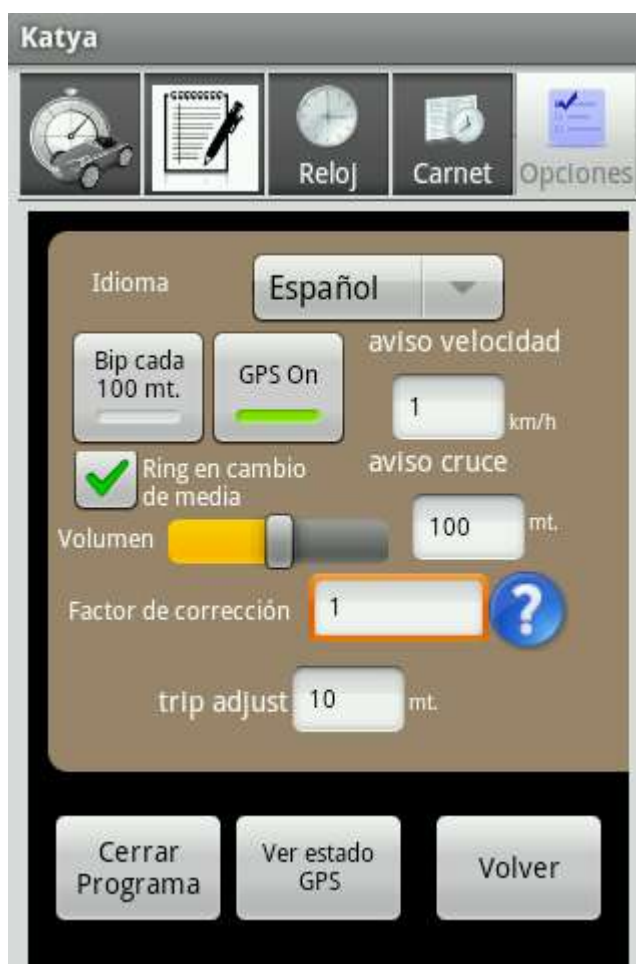 Katya
Reloj
Carnet
Opciones
Idioma
Español
Bip cada
100 mt.
GPS On
aviso velocidad
1
km/h
Ring en cambio
de media
aviso cruce
Volumen
100
mt.
Factor de corrección
1
?
trip adjust
10
mt.
Cerrar
Programa
Ver estado
GPS
Volver